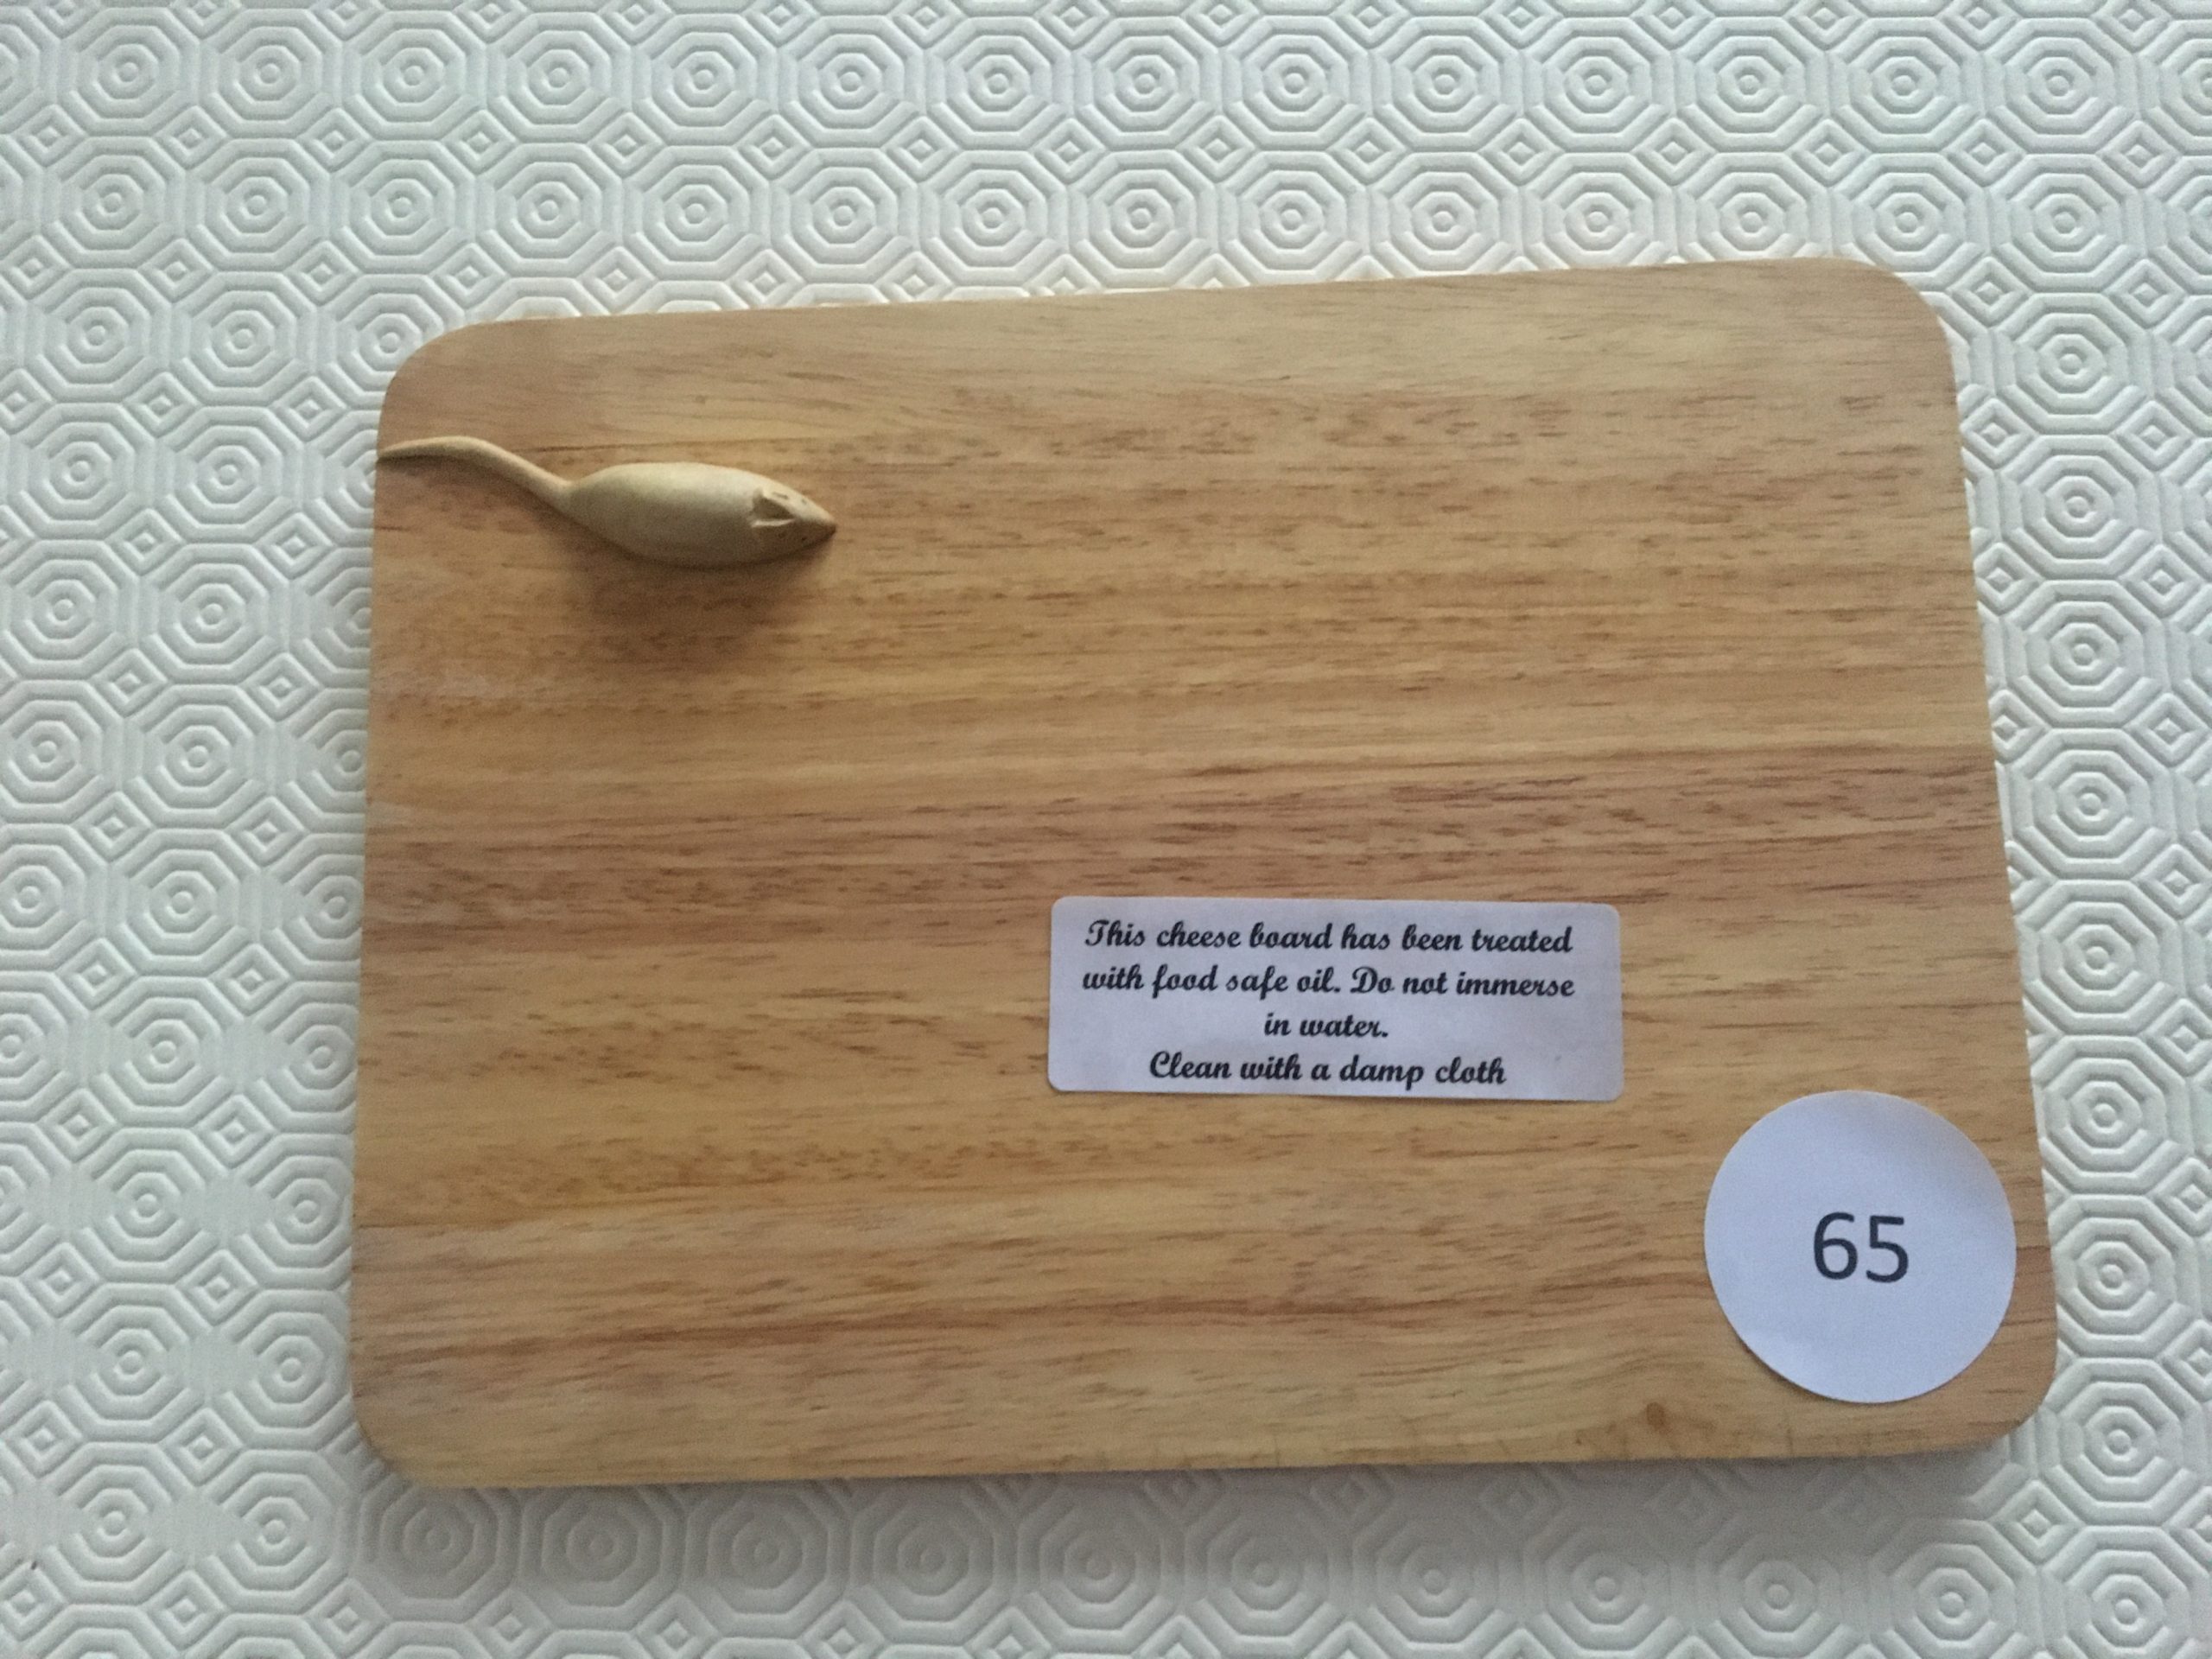 This cheese board has been treated
with food safe oil. Do not immerse
in water.
Clean with a damp cloth
65